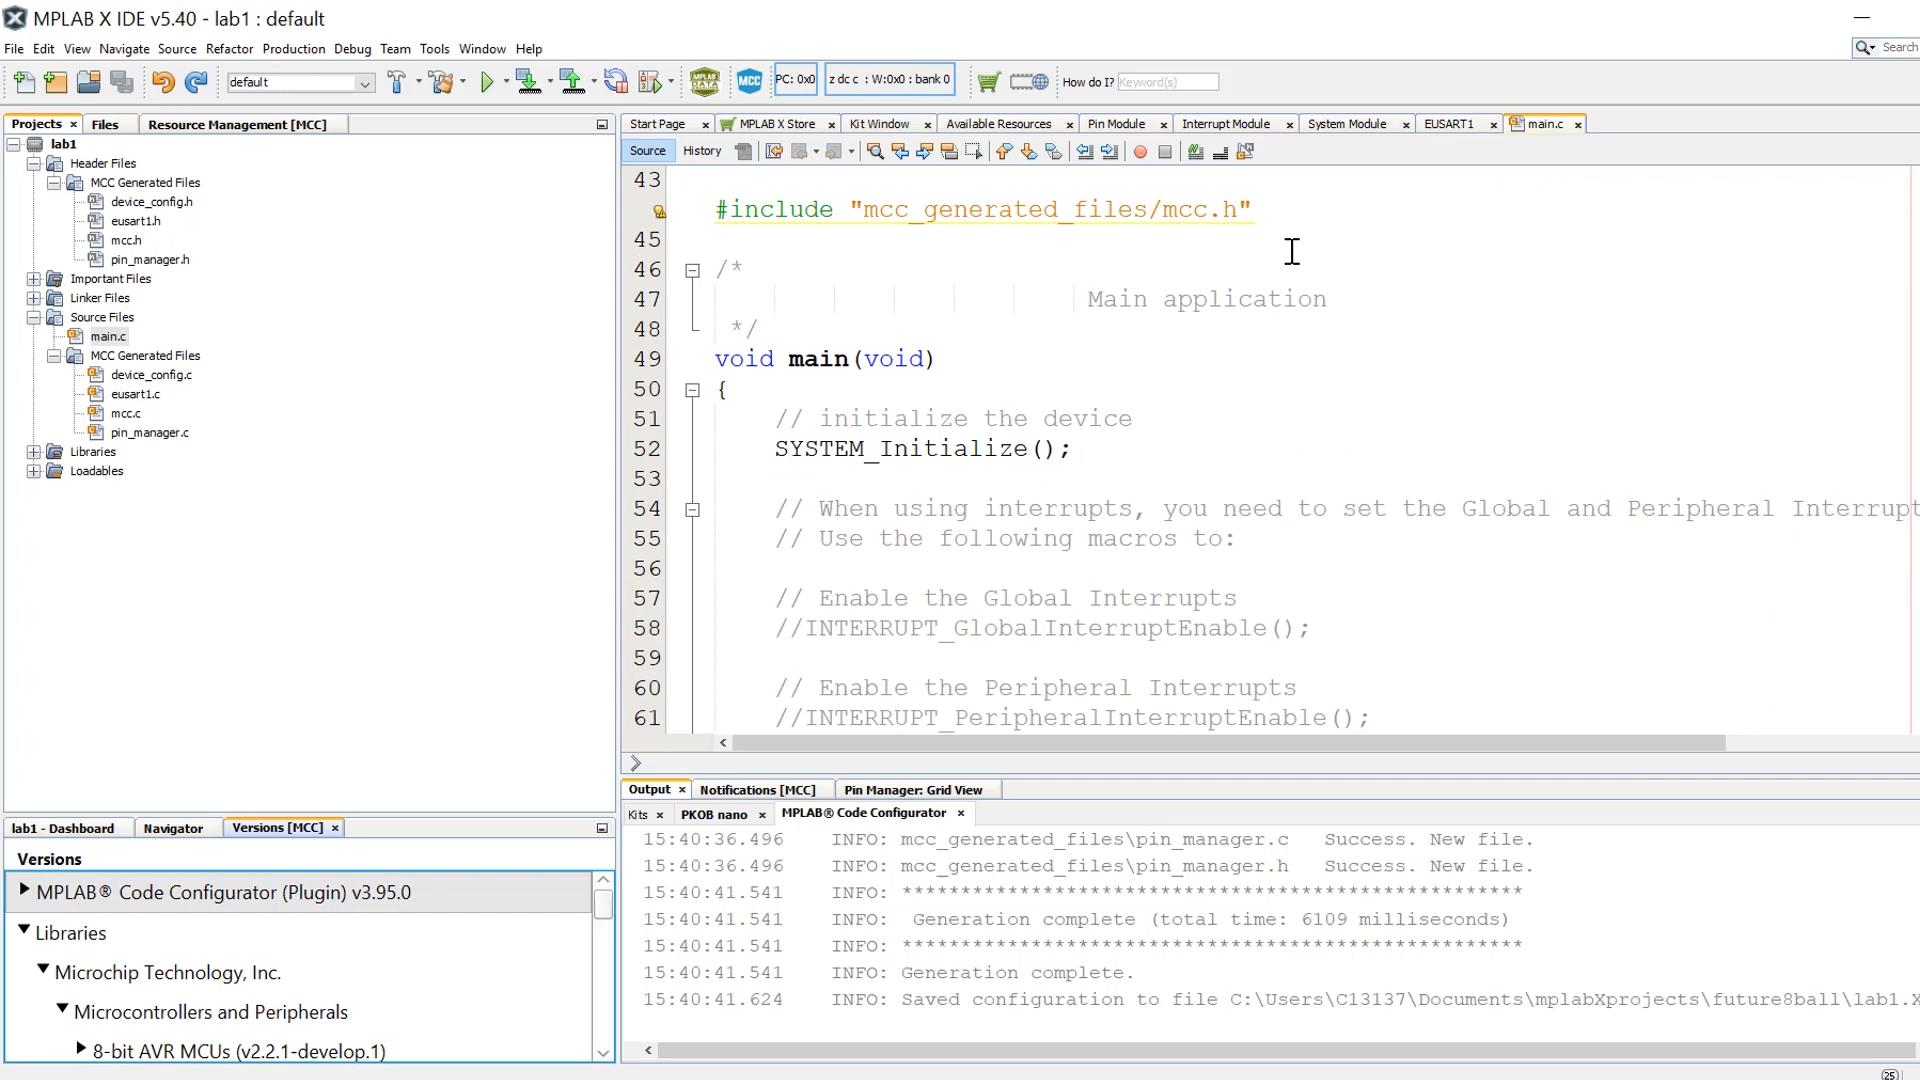 MPLAB X IDE v5.40 - lab1 : default
File Edit View Navigate Source Refactor Production Debug Team Tools Window Help
Search
default
MCC
PC: 0x0
z dc c : W:0x0 : bank 0
How do I? Keyword(s)
Projects Files Resource Management [MCC]
lab1
Header Files
MCC Generated Files
device_config.h
eusart1.h
mcc.h
pin_manager.h
Important Files
Linker Files
Source Files
main.c
MCC Generated Files
device_config.c
eusart1.c
mcc.c
pin_manager.c
Libraries
Loadables
lab1 - Dashboard Navigator Versions [MCC]
Versions
MPLAB® Code Configurator (Plugin) v3.95.0
Libraries
Microchip Technology, Inc.
Microcontrollers and Peripherals
8-bit AVR MCUs (v2.2.1-develop.1)
Start Page MPLAB X Store Kit Window Available Resources Pin Module Interrupt Module System Module EUSART1 main.c
Source History
43
#include "mcc_generated_files/mcc.h"
45
46 /*
47 Main application
48 */
49 void main(void)
50 {
51 // initialize the device
52 SYSTEM_Initialize();
53
54 // When using interrupts, you need to set the Global and Peripheral Interrupt
55 // Use the following macros to:
56
57 // Enable the Global Interrupts
58 //INTERRUPT_GlobalInterruptEnable();
59
60 // Enable the Peripheral Interrupts
61 //INTERRUPT_PeripheralInterruptEnable();
Output Notifications [MCC] Pin Manager: Grid View
Kits PKOB nano MPLAB® Code Configurator
15:40:36.496 INFO: mcc_generated_files\pin_manager.c Success. New file.
15:40:36.496 INFO: mcc_generated_files\pin_manager.h Success. New file.
15:40:41.541 INFO: *****************************************************
15:40:41.541 INFO: Generation complete (total time: 6109 milliseconds)
15:40:41.541 INFO: *****************************************************
15:40:41.541 INFO: Generation complete.
15:40:41.624 INFO: Saved configuration to file C:\Users\C13137\Documents\mplabXprojects\future8ball\lab1.X
25